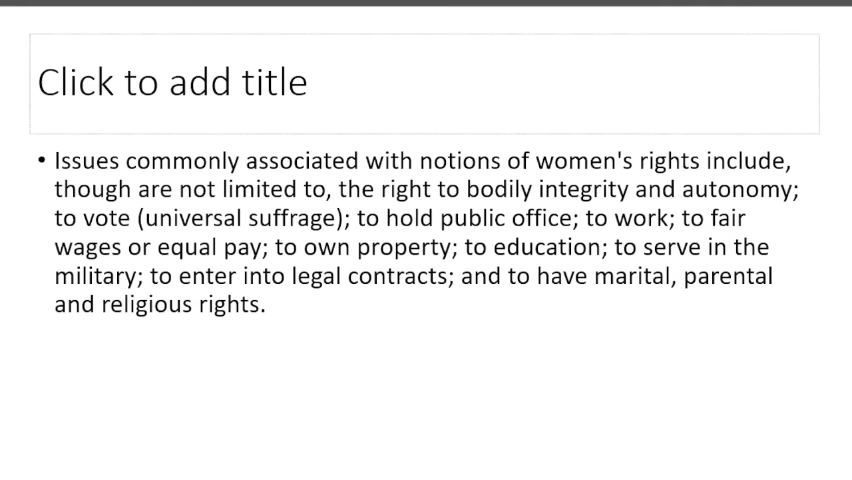 Click to add title
• Issues commonly associated with notions of women's rights include,
though are not limited to, the right to bodily integrity and autonomy;
to vote (universal suffrage); to hold public office; to work; to fair
wages or equal pay; to own property; to education; to serve in the
military; to enter into legal contracts; and to have marital, parental
and religious rights.